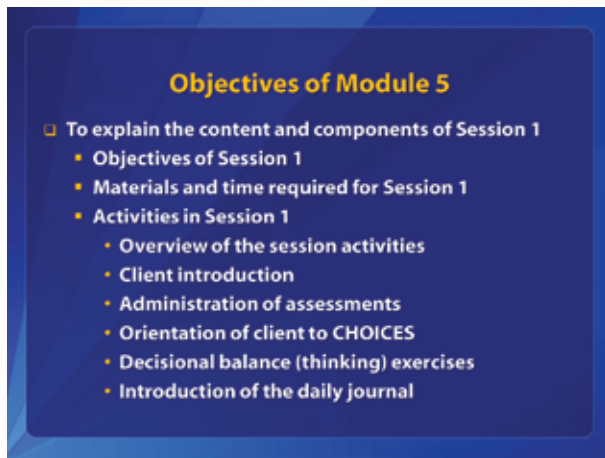 Objectives of Module 5
To explain the content and components of Session 1
Objectives of Session 1
Materials and time required for Session 1
Activities in Session 1
Overview of the session activities
Client introduction
Administration of assessments
Orientation of client to CHOICES
Decisional balance (thinking) exercises
Introduction of the daily journal